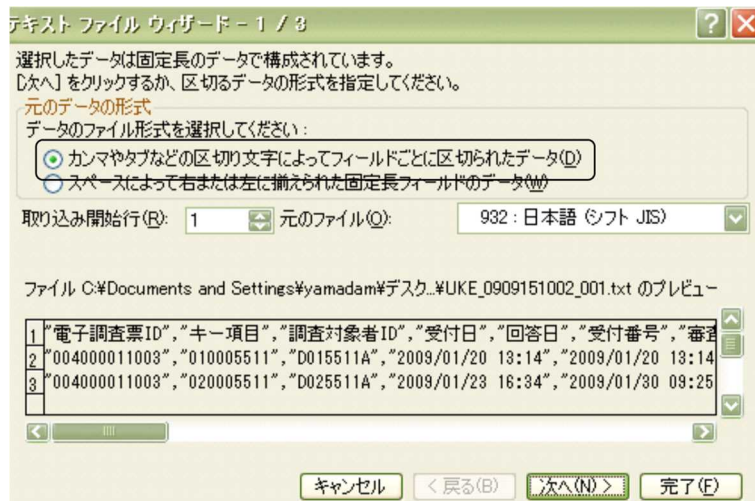 テキスト ファイル ウィザード - 1 / 3
選択したデータは固定長のデータで構成されています。
[次へ] をクリックするか、区切るデータの形式を指定してください。
元のデータの形式
データのファイル形式を選択してください :
カンマやタブなどの区切り文字によってフィールドごとに区切られたデータ(D)
スペースによって右または左に揃えられた固定長フィールドのデータ(W)
取り込み開始行(R): 1 元のファイル(O): 932 : 日本語 (シフト JIS)
ファイル C:¥Documents and Settings¥yamadam¥デスク...¥UKE_0909151002_001.txt のプレビュー
1 "電子調査票ID","キー項目","調査対象者ID","受付日","回答日","受付番号","審査
2 "004000011003","010005511","D015511A","2009/01/20 13:14","2009/01/20 13:14
3 "004000011003","020005511","D025511A","2009/01/23 16:34","2009/01/30 09:25
キャンセル < 戻る(B) 次へ(N) > 完了(F)